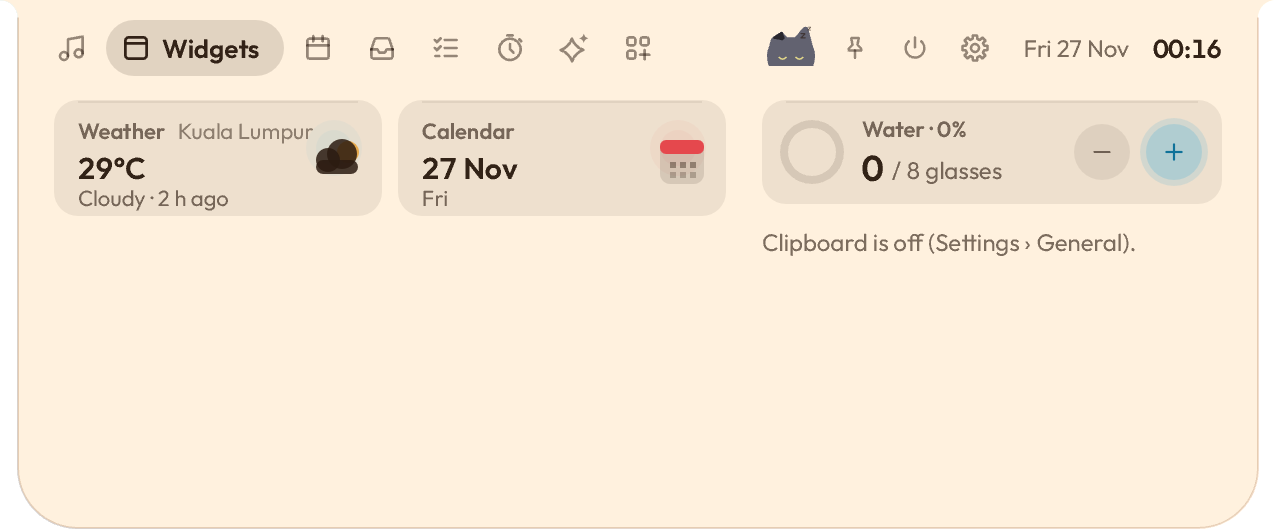 Widgets
Fri 27 Nov 00:16
Weather Kuala Lumpur
29°C
Cloudy · 2 h ago
Calendar
27 Nov
Fri
Water · 0%
0 / 8 glasses
Clipboard is off (Settings › General).